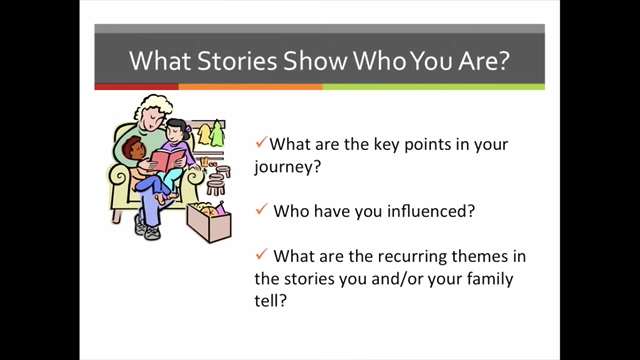 What Stories Show Who You Are?
What are the key points in your
journey?
Who have you influenced?
What are the recurring themes in
the stories you and/or your family
tell?